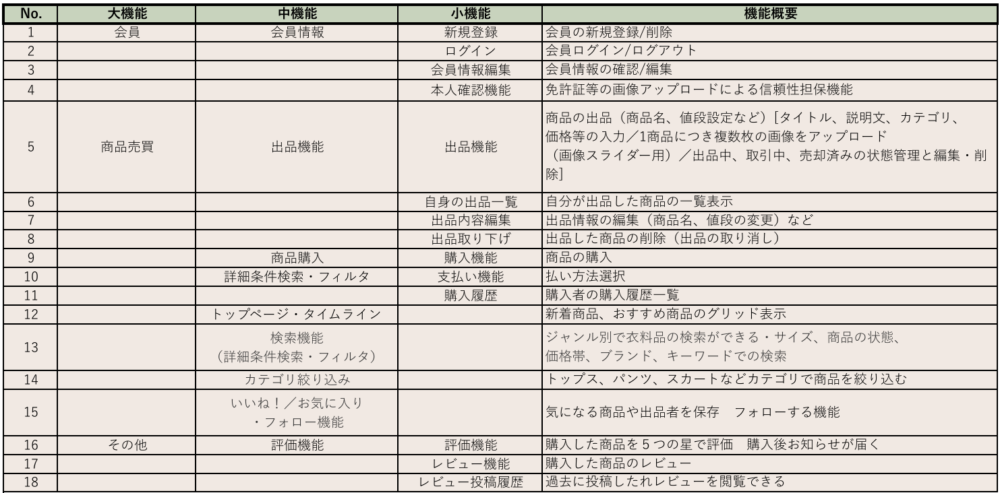 No. 大機能 中機能 小機能 機能概要
1 会員 会員情報 新規登録 会員の新規登録/削除
2 ログイン 会員ログイン/ログアウト
3 会員情報編集 会員情報の確認/編集
4 本人確認機能 免許証等の画像アップロードによる信頼性担保機能
5 商品売買 出品機能 出品機能 商品の出品（商品名、値段設定など）[タイトル、説明文、カテゴリ、
価格等の入力／1商品につき複数枚の画像をアップロード
（画像スライダー用）／出品中、取引中、売却済みの状態管理と編集・削
除]
6 自身の出品一覧 自分が出品した商品の一覧表示
7 出品内容編集 出品情報の編集（商品名、値段の変更）など
8 出品取り下げ 出品した商品の削除（出品の取り消し）
9 商品購入 購入機能 商品の購入
10 詳細条件検索・フィルタ 支払い機能 払い方法選択
11 購入履歴 購入者の購入履歴一覧
12 トップページ・タイムライン 新着商品、おすすめ商品のグリッド表示
13 検索機能 ジャンル別で衣料品の検索ができる・サイズ、商品の状態、
（詳細条件検索・フィルタ） 価格帯、ブランド、キーワードでの検索
14 カテゴリ絞り込み トップス、パンツ、スカートなどカテゴリで商品を絞り込む
15 いいね！／お気に入り 気になる商品や出品者を保存　フォローする機能
・フォロー機能
16 その他 評価機能 評価機能 購入した商品を５つの星で評価　購入後お知らせが届く
17 レビュー機能 購入した商品のレビュー
18 レビュー投稿履歴 過去に投稿したれレビューを閲覧できる